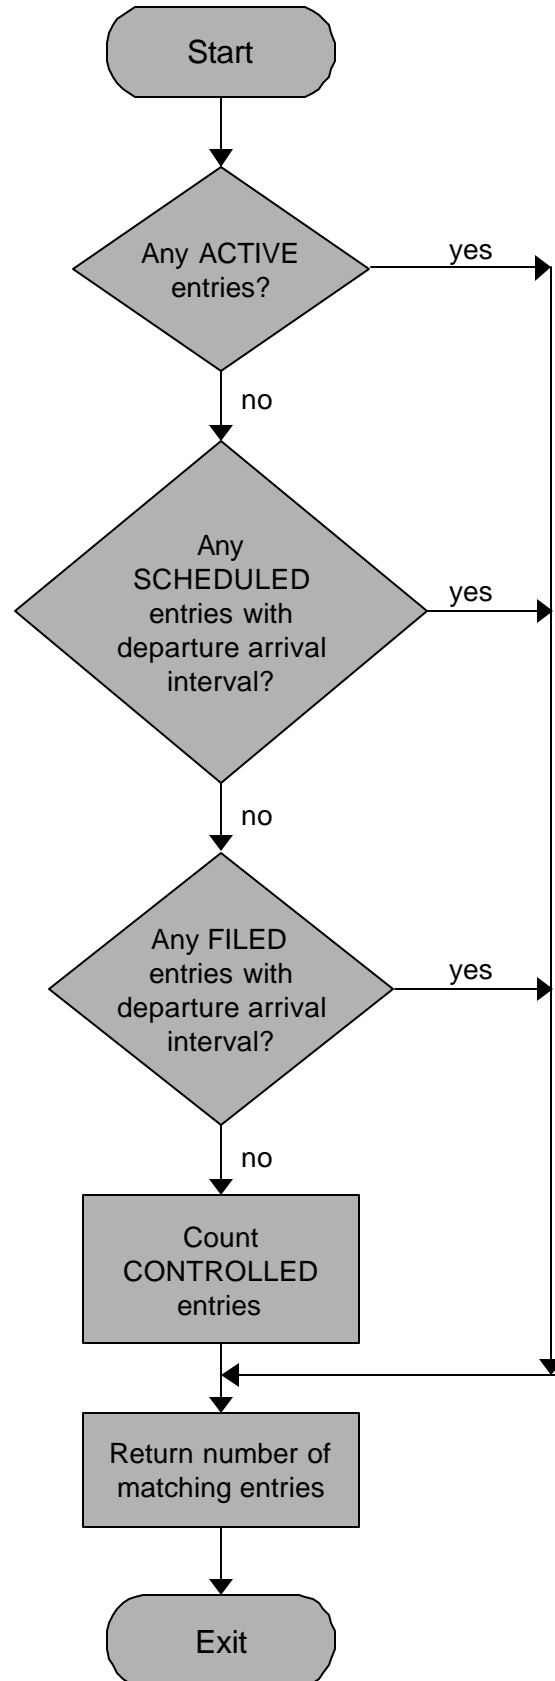 Start
Any ACTIVE
entries?
yes
no
Any
SCHEDULED
entries with
departure arrival
interval?
yes
no
Any FILED
entries with
departure arrival
interval?
yes
no
Count
CONTROLLED
entries
Return number of
matching entries
Exit